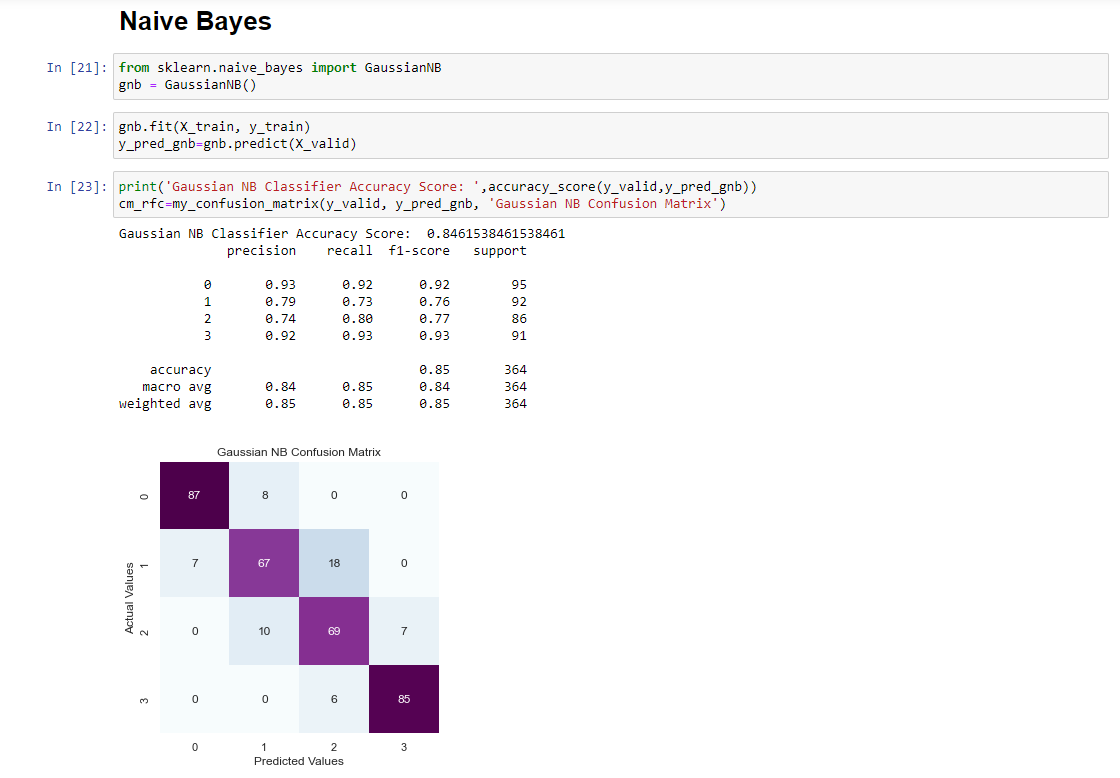 Naive Bayes
In [21]: from sklearn.naive_bayes import GaussianNB
gnb = GaussianNB()
In [22]: gnb.fit(X_train, y_train)
y_pred_gnb=gnb.predict(X_valid)
In [23]: print('Gaussian NB Classifier Accuracy Score: ',accuracy_score(y_valid,y_pred_gnb))
cm_rfc=my_confusion_matrix(y_valid, y_pred_gnb, 'Gaussian NB Confusion Matrix')
Gaussian NB Classifier Accuracy Score:  0.8461538461538461
precision recall f1-score support
0 0.93 0.92 0.92 95
1 0.79 0.73 0.76 92
2 0.74 0.80 0.77 86
3 0.92 0.93 0.93 91
accuracy 0.85 364
macro avg 0.84 0.85 0.84 364
weighted avg 0.85 0.85 0.85 364
Gaussian NB Confusion Matrix
0 87 8 0 0
1 7 67 18 0
Actual Values
2 0 10 69 7
3 0 0 6 85
0 1 2 3
Predicted Values